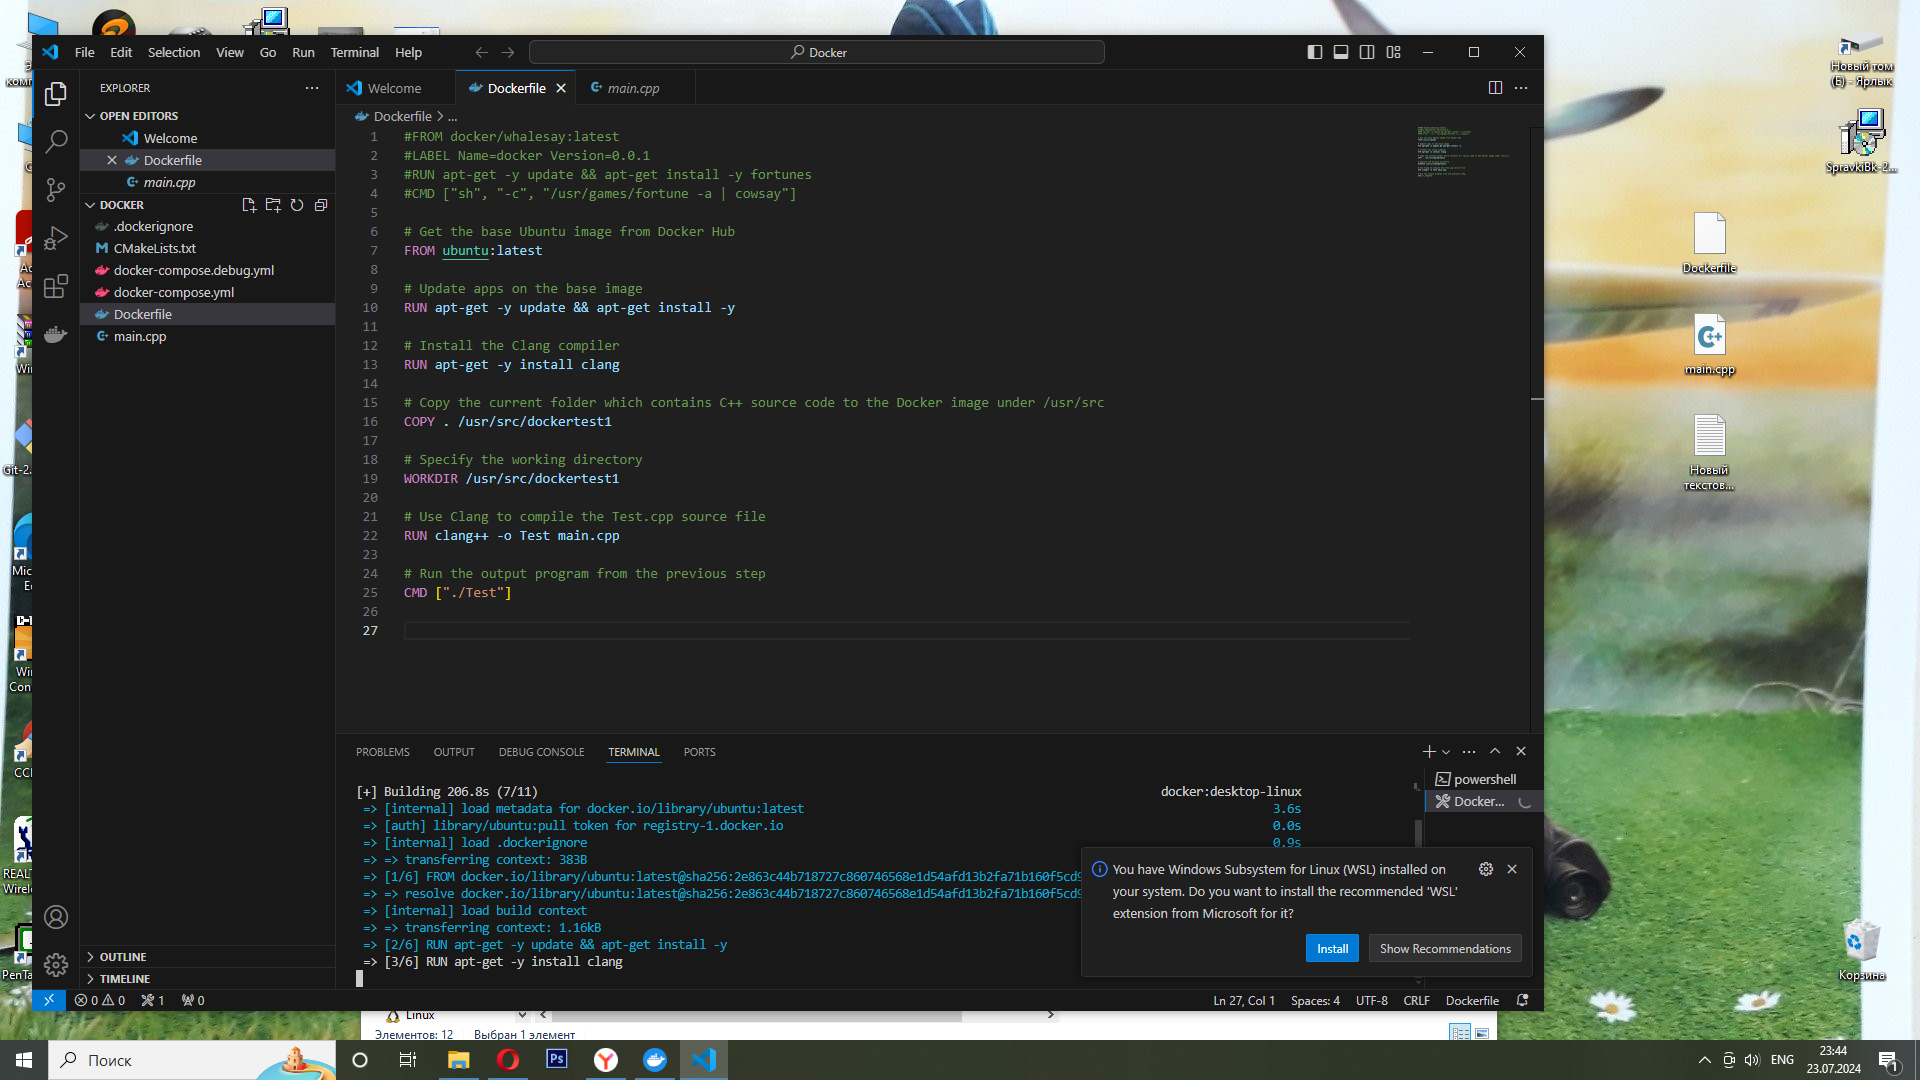 File Edit Selection View Go Run Terminal Help
Docker
EXPLORER
OPEN EDITORS
Welcome
Dockerfile
main.cpp
DOCKER
.dockerignore
CMakeLists.txt
docker-compose.debug.yml
docker-compose.yml
Dockerfile
main.cpp
OUTLINE
TIMELINE
Welcome
Dockerfile
main.cpp
Dockerfile > ...
1 #FROM docker/whalesay:latest
2 #LABEL Name=docker Version=0.0.1
3 #RUN apt-get -y update && apt-get install -y fortunes
4 #CMD ["sh", "-c", "/usr/games/fortune -a | cowsay"]
5
6 # Get the base Ubuntu image from Docker Hub
7 FROM ubuntu:latest
8
9 # Update apps on the base image
10 RUN apt-get -y update && apt-get install -y
11
12 # Install the Clang compiler
13 RUN apt-get -y install clang
14
15 # Copy the current folder which contains C++ source code to the Docker image under /usr/src
16 COPY . /usr/src/dockertest1
17
18 # Specify the working directory
19 WORKDIR /usr/src/dockertest1
20
21 # Use Clang to compile the Test.cpp source file
22 RUN clang++ -o Test main.cpp
23
24 # Run the output program from the previous step
25 CMD ["./Test"]
26
27
PROBLEMS OUTPUT DEBUG CONSOLE TERMINAL PORTS
powershell
Docker...
[+] Building 206.8s (7/11) docker:desktop-linux
=> [internal] load metadata for docker.io/library/ubuntu:latest 3.6s
=> [auth] library/ubuntu:pull token for registry-1.docker.io 0.0s
=> [internal] load .dockerignore 0.9s
=> => transferring context: 383B
=> [1/6] FROM docker.io/library/ubuntu:latest@sha256:2e863c44b718727c860746568e1d54afd13b2fa71b160f5cd9
=> => resolve docker.io/library/ubuntu:latest@sha256:2e863c44b718727c860746568e1d54afd13b2fa71b160f5cd9
=> [internal] load build context
=> => transferring context: 1.16kB
=> [2/6] RUN apt-get -y update && apt-get install -y
=> [3/6] RUN apt-get -y install clang
You have Windows Subsystem for Linux (WSL) installed on
your system. Do you want to install the recommended 'WSL'
extension from Microsoft for it?
Install
Show Recommendations
0 0 1 0
Ln 27, Col 1 Spaces: 4 UTF-8 CRLF Dockerfile
Linux
Элементов: 12 Выбран 1 элемент
Новый том
(E) - Ярлык
SpravkiBk-2...
Dockerfile
main.cpp
Новый
текстов...
Корзина
Git-2.
Поиск
Ps
ENG
23:44
23.07.2024
1